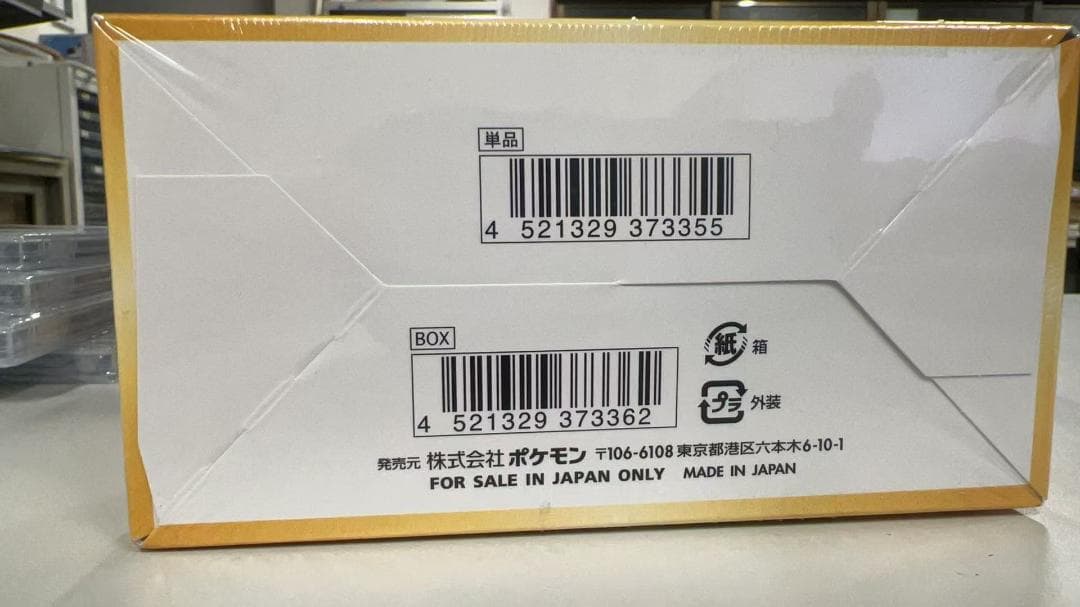 単品
4 521329 373355
BOX
4 521329 373362
紙 箱
プラ 外装
発売元 株式会社 ポケモン 〒106-6108 東京都港区六本木6-10-1
FOR SALE IN JAPAN ONLY MADE IN JAPAN